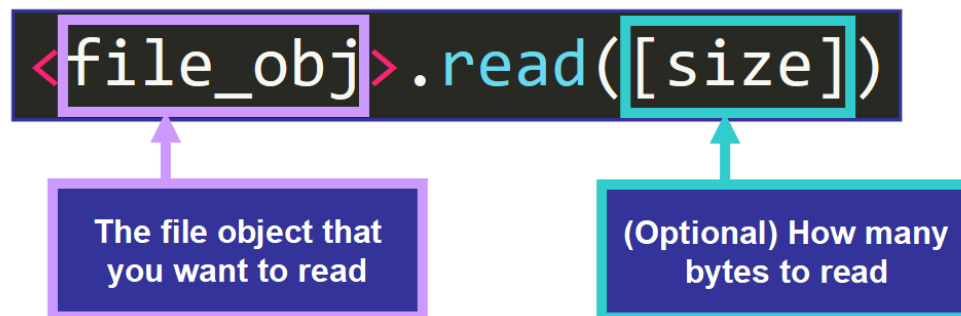 <file_obj>.read([size])
The file object that
you want to read
(Optional) How many
bytes to read